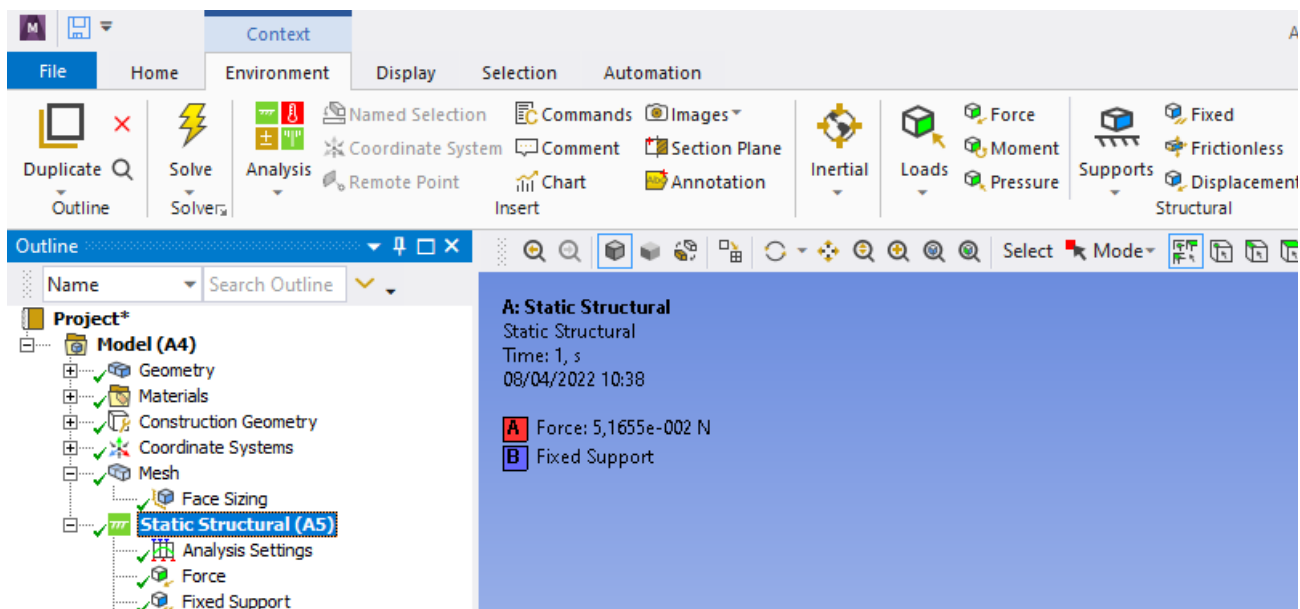 M
Context
A
File Home Environment Display Selection Automation
Duplicate
Outline
Solve
Solver
Analysis
Named Selection
Coordinate System
Remote Point
Commands
Comment
Chart
Images
Section Plane
Annotation
Insert
Inertial
Loads
Force
Moment
Pressure
Supports
Fixed
Frictionless
Displacement
Structural
Outline
Name Search Outline
Select Mode
Project*
Model (A4)
Geometry
Materials
Construction Geometry
Coordinate Systems
Mesh
Face Sizing
Static Structural (A5)
Analysis Settings
Force
Fixed Support
A: Static Structural
Static Structural
Time: 1, s
08/04/2022 10:38
A Force: 5,1655e-002 N
B Fixed Support